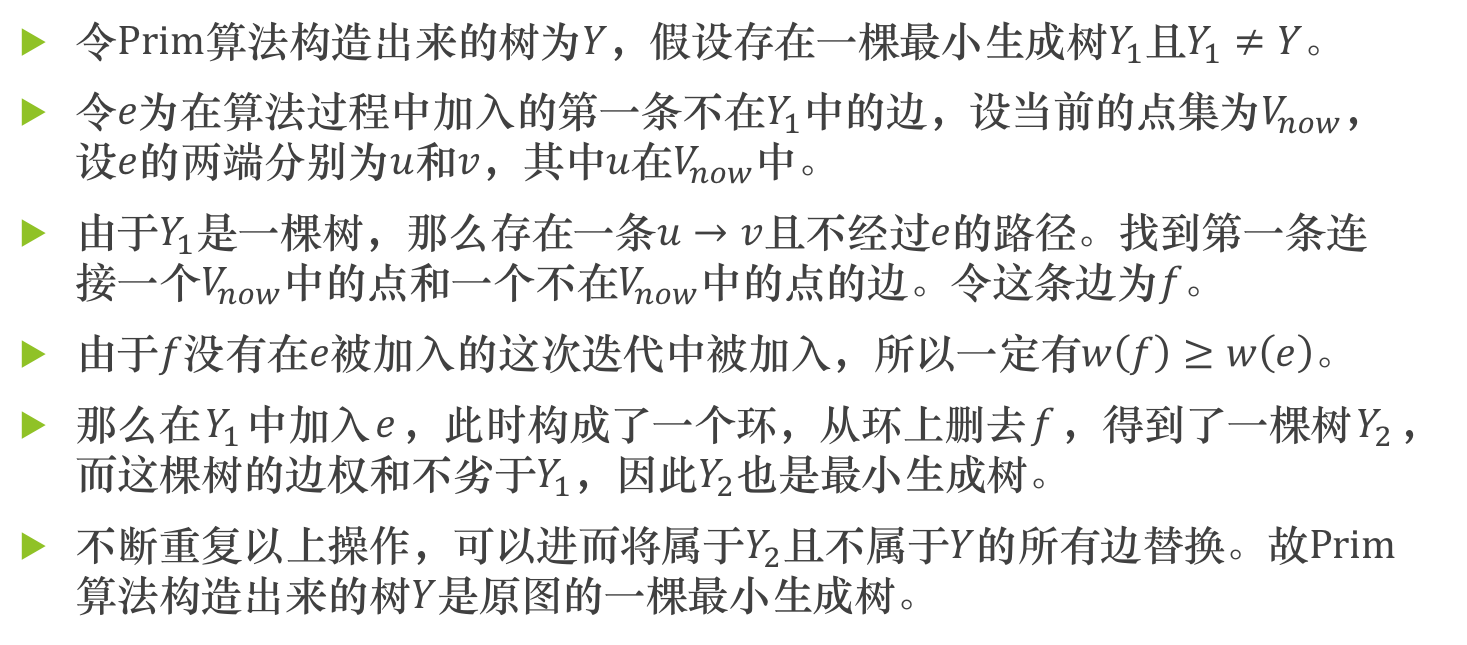 令Prim算法构造出来的树为Y，假设存在一棵最小生成树Y₁且Y₁ ≠ Y。
令e为在算法过程中加入的第一条不在Y₁中的边，设当前的点集为Vₙₒw，
设e的两端分别为u和v，其中u在Vₙₒw中。
由于Y₁是一棵树，那么存在一条u → v且不经过e的路径。找到第一条连
接一个Vₙₒw中的点和一个不在Vₙₒw中的点的边。令这条边为f。
由于f没有在e被加入的这次迭代中被加入，所以一定有w(f) ≥ w(e)。
那么在Y₁中加入e，此时构成了一个环，从环上删去f，得到了一棵树Y₂，
而这棵树的边权和不劣于Y₁，因此Y₂也是最小生成树。
不断重复以上操作，可以进而将属于Y₂且不属于Y的所有边替换。故Prim
算法构造出来的树Y是原图的一棵最小生成树。